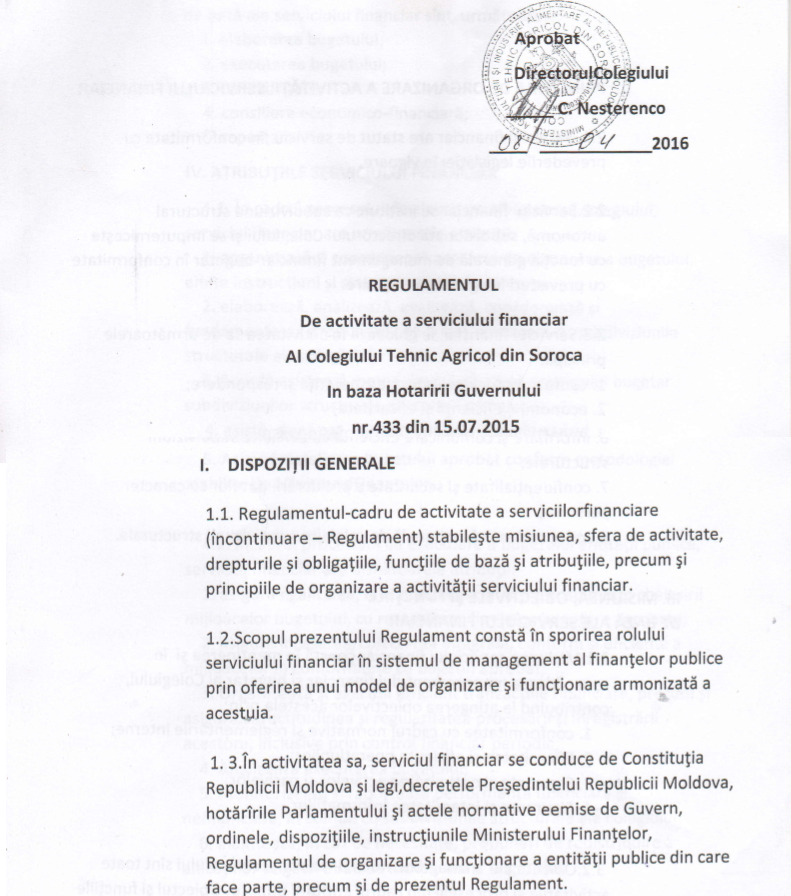 Aprobat
DirectorulColegiului
C. Nesterenco
08 04 2016
REGULAMENTUL
De activitate a serviciului financiar
Al Colegiului Tehnic Agricol din Soroca
In baza Hotaririi Guvernului
nr.433 din 15.07.2015
I. DISPOZIŢII GENERALE
1.1. Regulamentul-cadru de activitate a serviciilorfinanciare
(încontinuare – Regulament) stabileşte misiunea, sfera de activitate,
drepturile și obligațiile, funcţiile de bază şi atribuţiile, precum şi
principiile de organizare a activităţii serviciului financiar.
1.2.Scopul prezentului Regulament constă în sporirea rolului
serviciului financiar în sistemul de management al finanţelor publice
prin oferirea unui model de organizare şi funcţionare armonizată a
acestuia.
1. 3.În activitatea sa, serviciul financiar se conduce de Constituţia
Republicii Moldova şi legi,decretele Preşedintelui Republicii Moldova,
hotărîrile Parlamentului şi actele normative eemise de Guvern,
ordinele, dispoziţiile, instrucţiunile Ministerului Finanţelor,
Regulamentul de organizare şi funcţionare a entităţii publice din care
face parte, precum şi de prezentul Regulament.